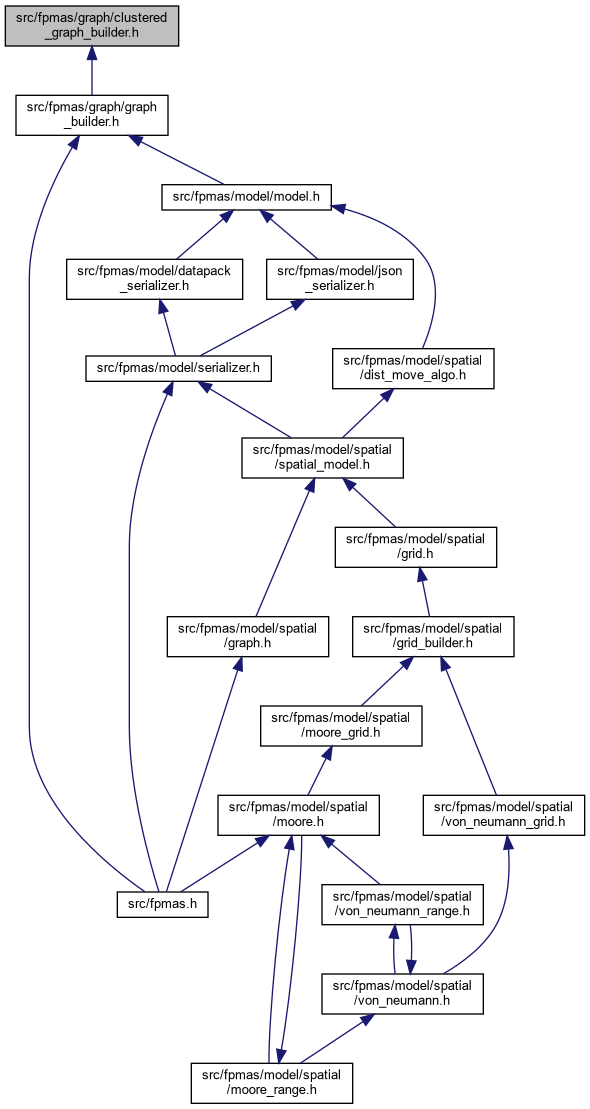 src/fpmas/graph/clustered
_graph_builder.h
src/fpmas/graph/graph
_builder.h
src/fpmas/model/model.h
src/fpmas/model/datapack
_serializer.h
src/fpmas/model/json
_serializer.h
src/fpmas/model/serializer.h
src/fpmas/model/spatial
/dist_move_algo.h
src/fpmas/model/spatial
/spatial_model.h
src/fpmas/model/spatial
/grid.h
src/fpmas/model/spatial
/graph.h
src/fpmas/model/spatial
/grid_builder.h
src/fpmas/model/spatial
/moore_grid.h
src/fpmas/model/spatial
/moore.h
src/fpmas/model/spatial
/von_neumann_grid.h
src/fpmas.h
src/fpmas/model/spatial
/von_neumann_range.h
src/fpmas/model/spatial
/von_neumann.h
src/fpmas/model/spatial
/moore_range.h